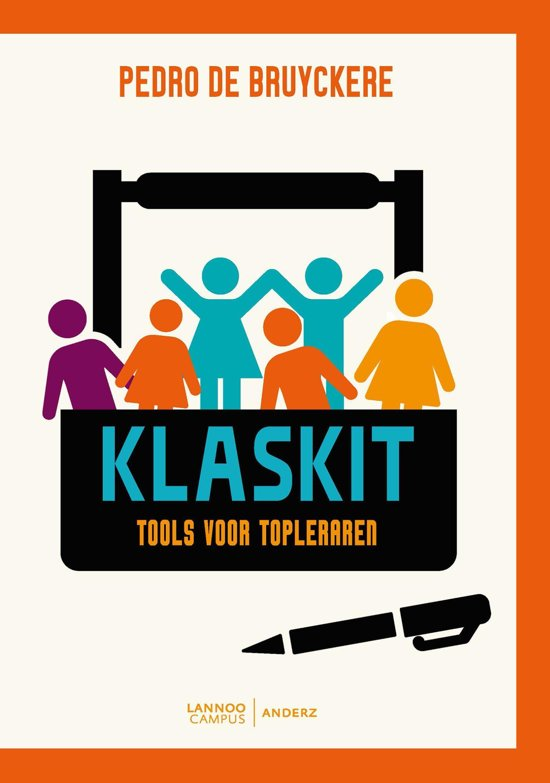 PEDRO DE BRUYCKERE
KLASKIT
TOOLS VOOR TOPLERAREN
LANNOO
CAMPUS
ANDERZ